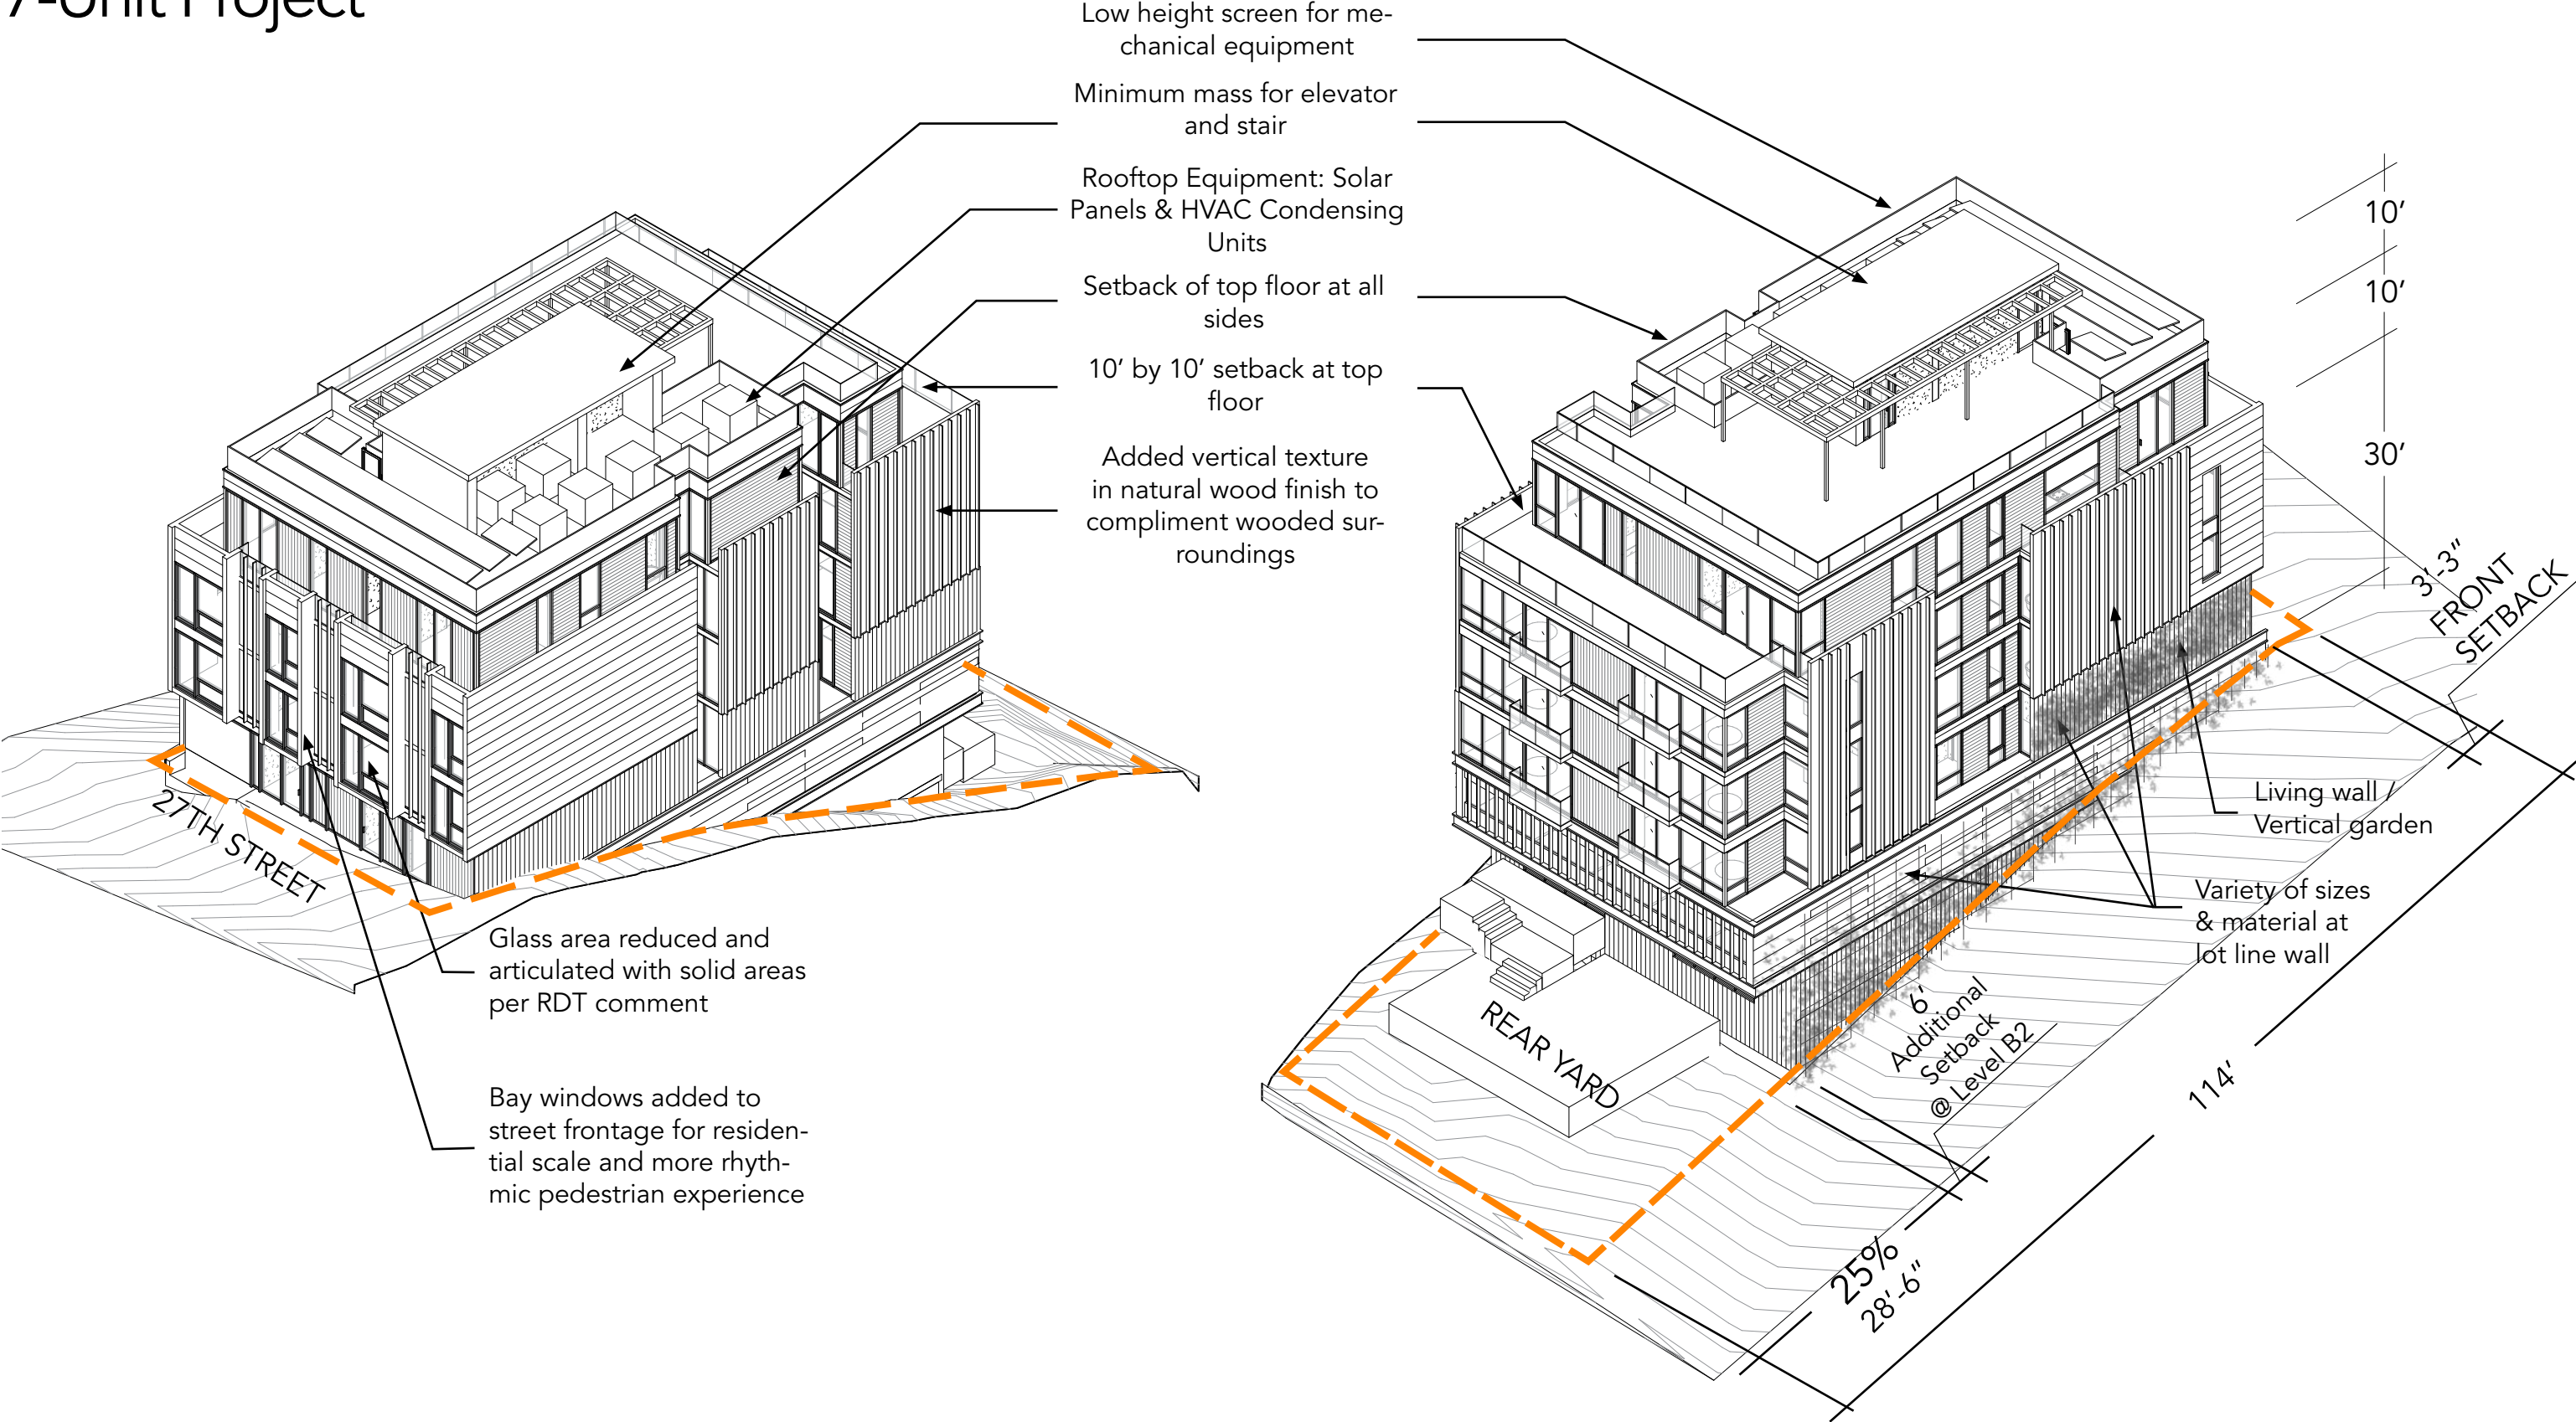 7-Unit Project
Low height screen for me-
chanical equipment
Minimum mass for elevator
and stair
Rooftop Equipment: Solar
Panels & HVAC Condensing
Units
Setback of top floor at all
sides
10’ by 10’ setback at top
floor
Added vertical texture
in natural wood finish to
compliment wooded sur-
roundings
27TH STREET
Glass area reduced and
articulated with solid areas
per RDT comment
Bay windows added to
street frontage for residen-
tial scale and more rhyth-
mic pedestrian experience
10’
10’
30’
3’-3”
FRONT
SETBACK
Living wall /
Vertical garden
Variety of sizes
& material at
lot line wall
REAR YARD
6’
Additional
Setback
@ Level B2
114’
25%
28’-6”